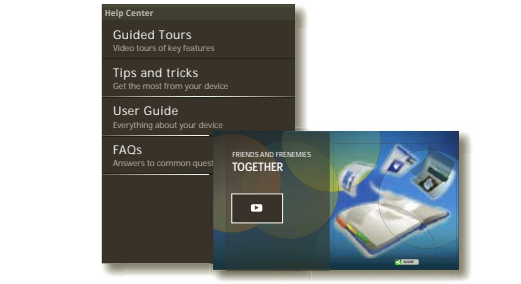 Help Center
Guided Tours
Video tours of key features
Tips and tricks
Get the most from your device
User Guide
Everything about your device
FAQs
Answers to common quest
FRIENDS AND FRENEMIES
TOGETHER